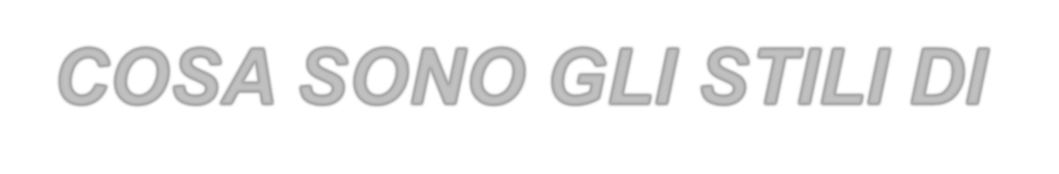 COSA SONO GLI STILI DI